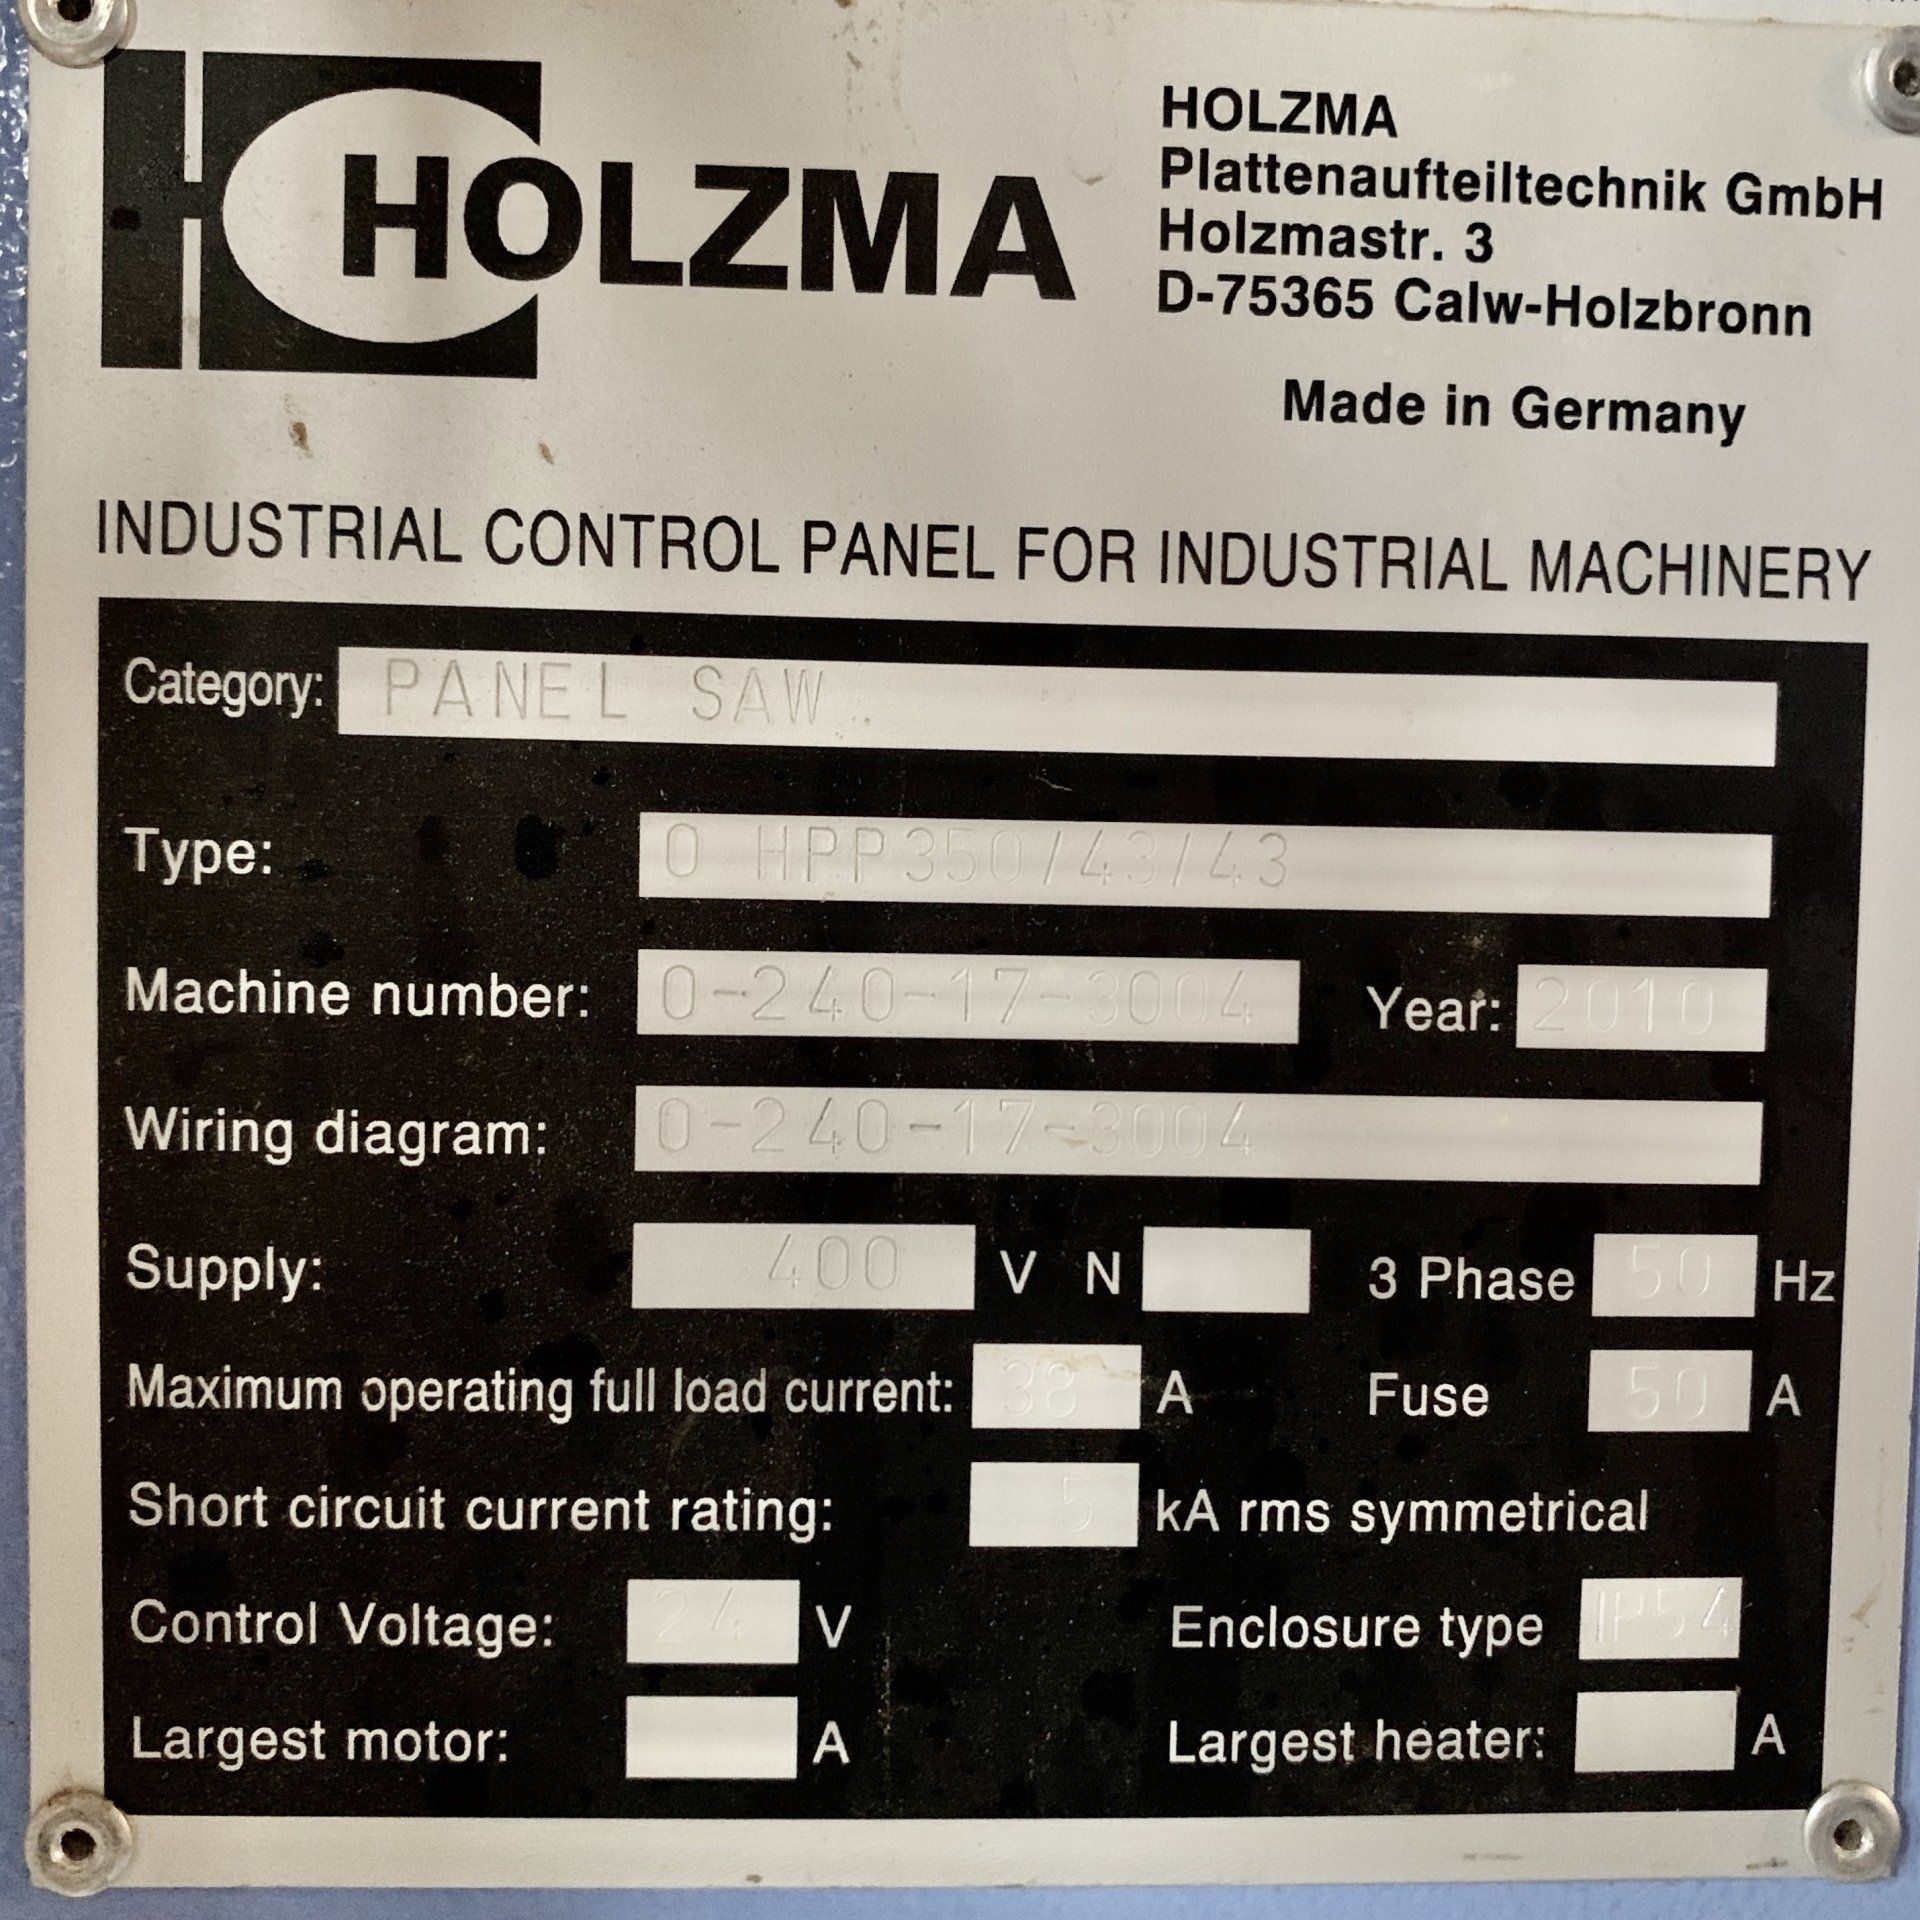 HOLZMA
HOLZMA
Plattenaufteiltechnik GmbH
Holzmastr. 3
D-75365 Calw-Holzbronn
Made in Germany
INDUSTRIAL CONTROL PANEL FOR INDUSTRIAL MACHINERY
Category: PANEL SAW
Type: 0 HPP350/43/43
Machine number: 0-240-17-3004 Year: 2010
Wiring diagram: 0-240-17-3004
Supply: 400 V N 3 Phase 50 Hz
Maximum operating full load current: 38 A Fuse 50 A
Short circuit current rating: 5 kA rms symmetrical
Control Voltage: 24 V Enclosure type IP54
Largest motor: A Largest heater: A